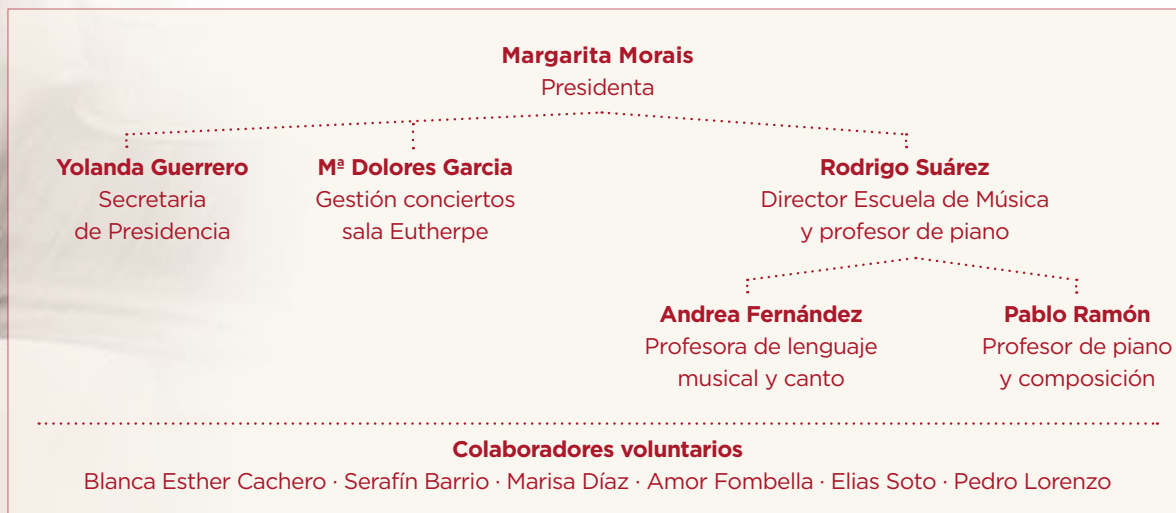 Margarita Morais
Presidenta
Yolanda Guerrero
Secretaria
de Presidencia
Mª Dolores Garcia
Gestión conciertos
sala Eutherpe
Rodrigo Suárez
Director Escuela de Música
y profesor de piano
Andrea Fernández
Profesora de lenguaje
musical y canto
Pablo Ramón
Profesor de piano
y composición
Colaboradores voluntarios
Blanca Esther Cachero · Serafín Barrio · Marisa Díaz · Amor Fombella · Elias Soto · Pedro Lorenzo